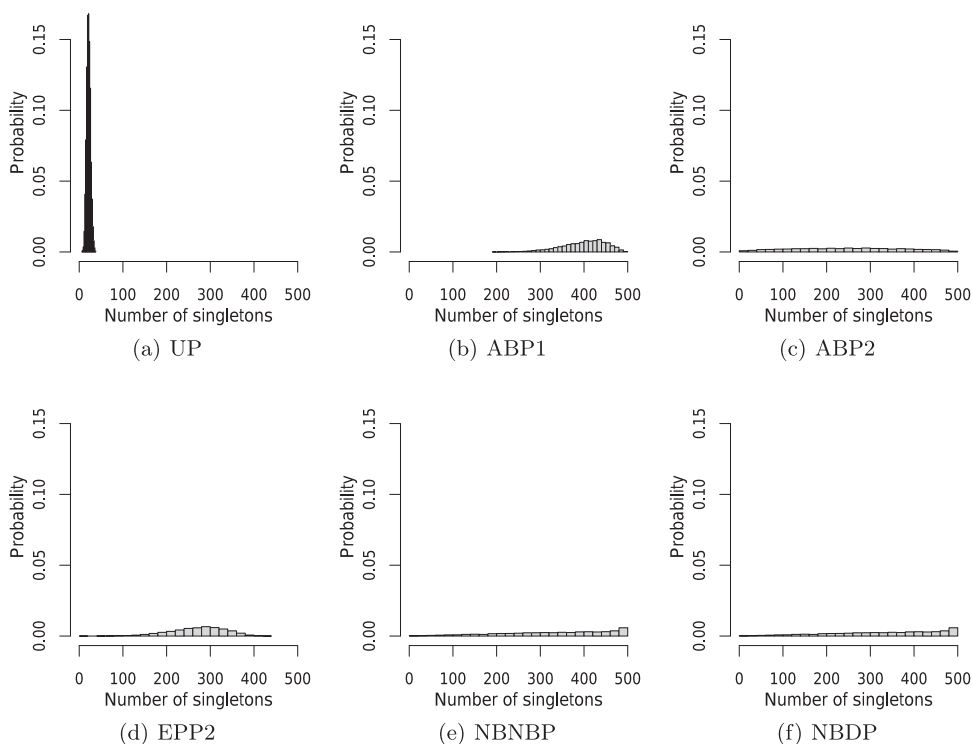 Probability
0.00 0.05 0.10 0.15
0 100 200 300 400 500
Number of singletons
(a) UP
Probability
0.00 0.05 0.10 0.15
0 100 200 300 400 500
Number of singletons
(b) ABP1
Probability
0.00 0.05 0.10 0.15
0 100 200 300 400 500
Number of singletons
(c) ABP2
Probability
0.00 0.05 0.10 0.15
0 100 200 300 400 500
Number of singletons
(d) EPP2
Probability
0.00 0.05 0.10 0.15
0 100 200 300 400 500
Number of singletons
(e) NBNBP
Probability
0.00 0.05 0.10 0.15
0 100 200 300 400 500
Number of singletons
(f) NBDP